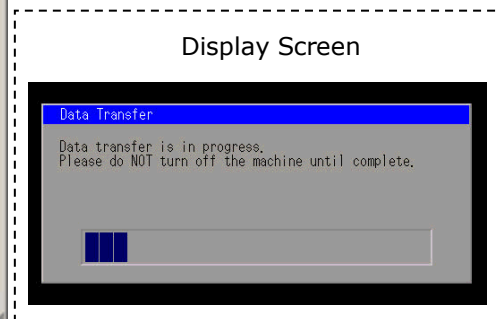 Display Screen
Data Transfer
Data transfer is in progress.
Please do NOT turn off the machine until complete.